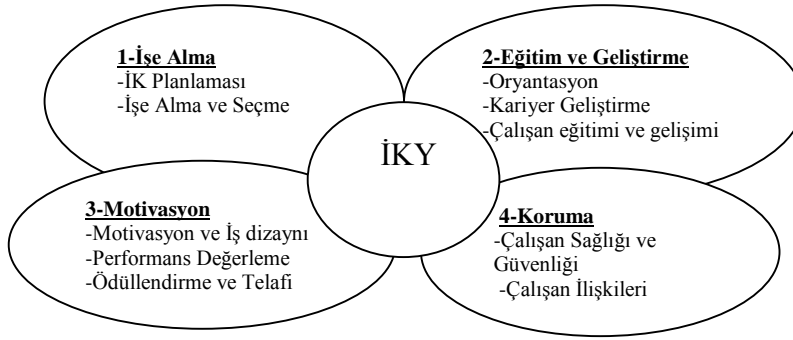 1-İşe Alma
-İK Planlaması
-İşe Alma ve Seçme
2-Eğitim ve Geliştirme
-Oryantasyon
-Kariyer Geliştirme
-Çalışan eğitimi ve gelişimi
İKY
3-Motivasyon
-Motivasyon ve İş dizaynı
-Performans Değerleme
-Ödüllendirme ve Telafi
4-Koruma
-Çalışan Sağlığı ve
Güvenliği
-Çalışan İlişkileri